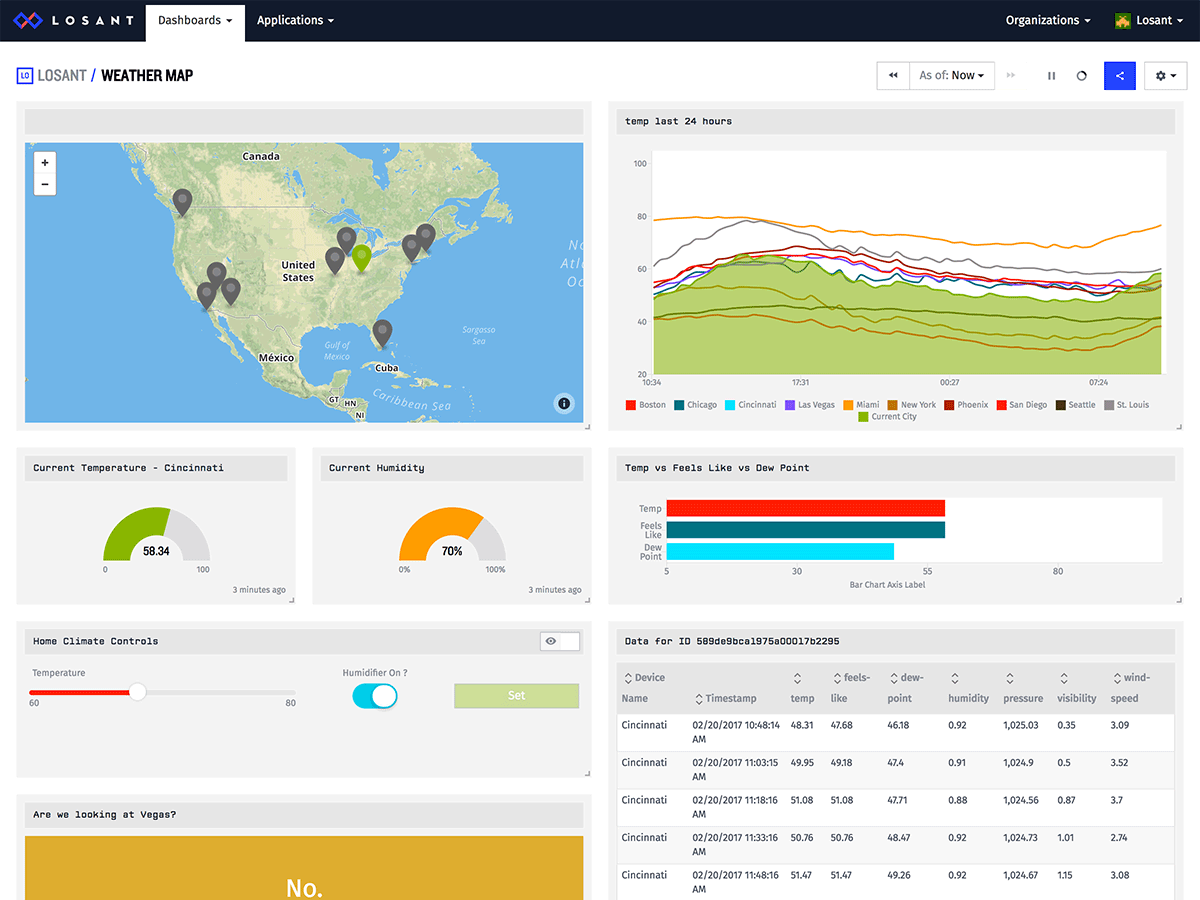 LOSANT
Dashboards
Applications
Organizations
Losant
LO LOSANT / WEATHER MAP
As of: Now
+
−
Canada
United
States
México
Gulf of
Mexico
Cuba
Sargasso
Sea
Caribbean Sea
GT
HN
NI
temp last 24 hours
100
80
60
40
20
10:34 17:31 00:27 07:24
Boston Chicago Cincinnati Las Vegas Miami New York Phoenix San Diego Seattle St. Louis
Current City
Current Temperature - Cincinnati
58.34
0 100
3 minutes ago
Current Humidity
70%
0% 100%
3 minutes ago
Temp vs Feels Like vs Dew Point
Temp
Feels
Like
Dew
Point
5 30 55 80
Bar Chart Axis Label
Home Climate Controls
Temperature
60 80
Humidifier On ?
Set
Are we looking at Vegas?
No.
Data for ID 589de9bca1975a00017b2295
Device feels- dew- wind-
Name Timestamp temp like point humidity pressure visibility speed
Cincinnati 02/20/2017 10:48:14 48.31 47.68 46.18 0.92 1,025.03 0.35 3.09
AM
Cincinnati 02/20/2017 11:03:15 49.95 49.18 47.4 0.91 1,024.9 0.5 3.52
AM
Cincinnati 02/20/2017 11:18:16 51.08 51.08 47.71 0.88 1,024.56 0.87 3.7
AM
Cincinnati 02/20/2017 11:33:16 50.76 50.76 48.47 0.92 1,024.73 1.01 2.74
AM
Cincinnati 02/20/2017 11:48:16 51.47 51.47 49.26 0.92 1,024.67 1.15 3.08
AM